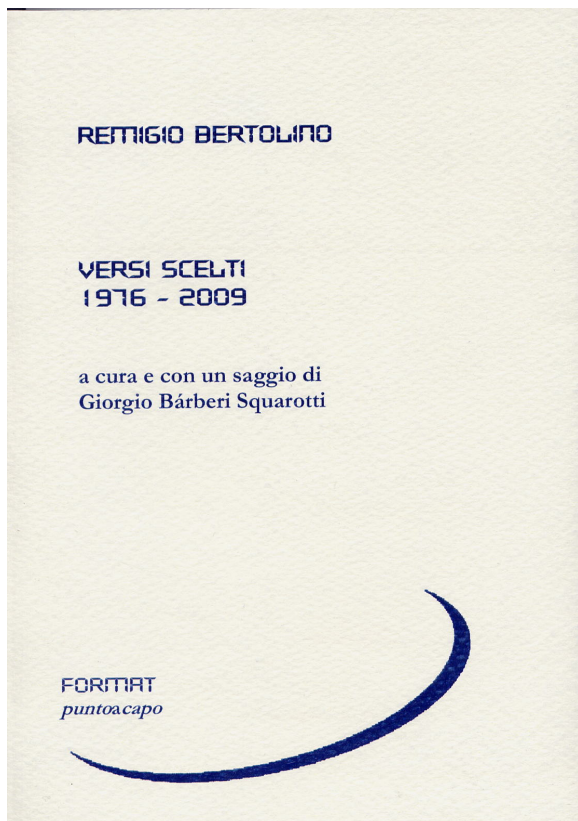 REMIGIO BERTOLINO
VERSI SCELTI
1976 - 2009
a cura e con un saggio di
Giorgio Bárberi Squarotti
FORMAT
puntoacapo